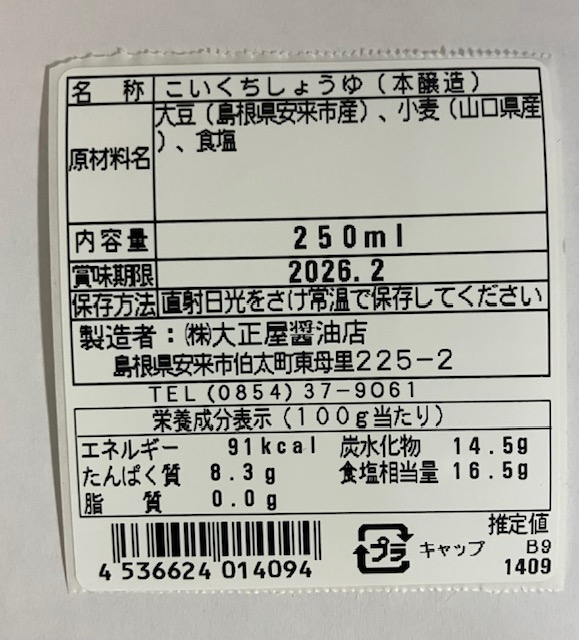 名 称 こいくちしょうゆ（本醸造）
原材料名 大豆（島根県安来市産）、小麦（山口県産
）、食塩
内容量 250ml
賞味期限 2026.2
保存方法 直射日光をさけ常温で保存してください
製造者：㈱大正屋醤油店
島根県安来市伯太町東母里225-2
TEL(0854)37-9061
栄養成分表示（100g当たり）
エネルギー 91kcal 炭水化物 14.5g
たんぱく質 8.3g 食塩相当量 16.5g
脂 質 0.0g
推定値
プラ キャップ B9
4 536624 014094 1409